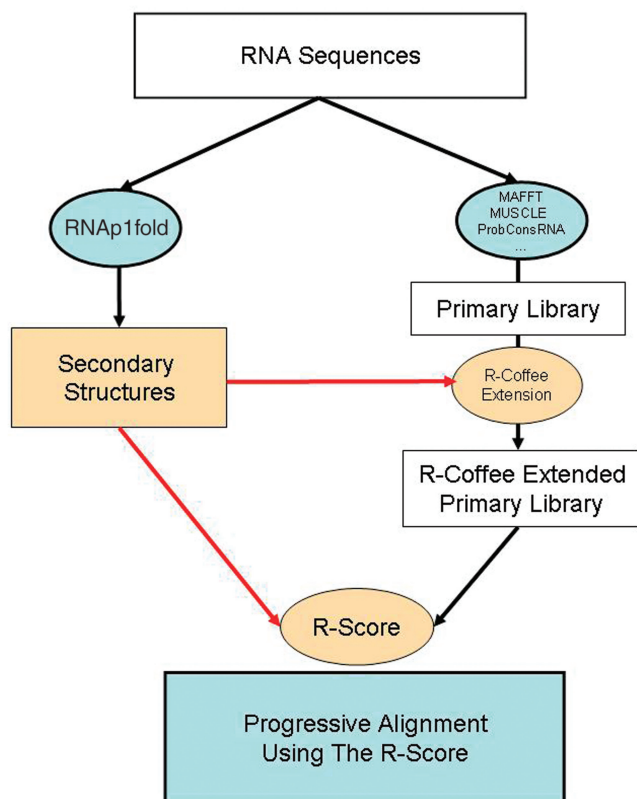 RNA Sequences
RNAp1fold
MAFFT
MUSCLE
ProbConsRNA
...
Primary Library
Secondary
Structures
R-Coffee
Extension
R-Coffee Extended
Primary Library
R-Score
Progressive Alignment
Using The R-Score